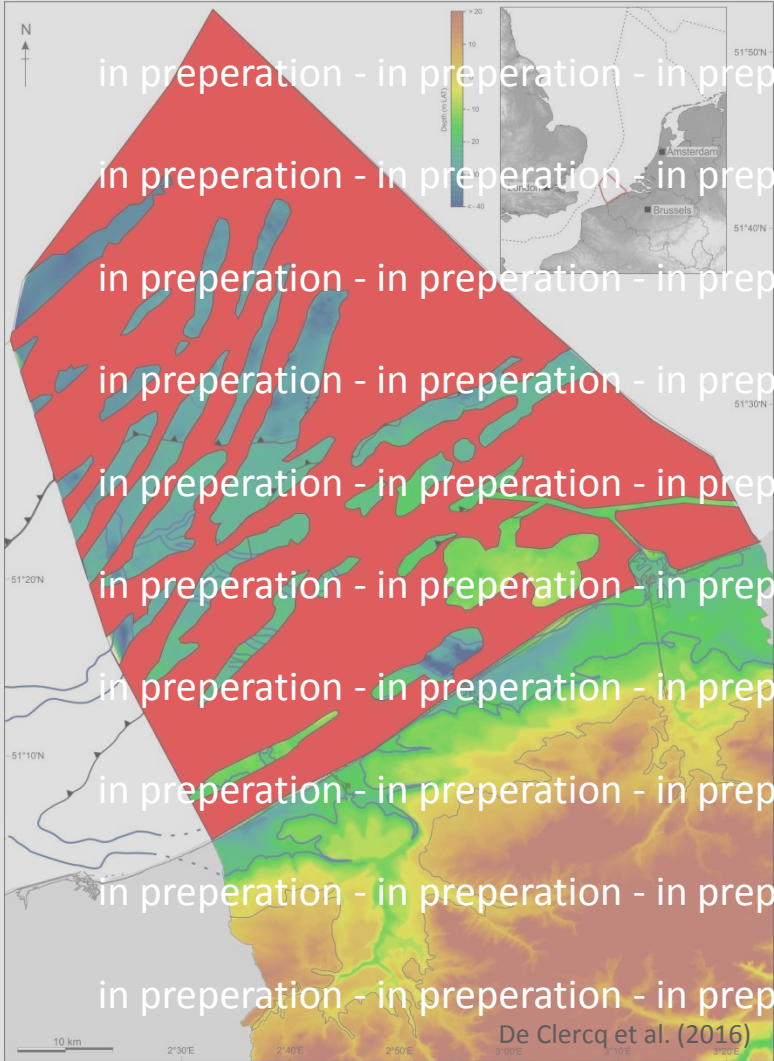 N
> 20
10
0
- 10
- 20
- 30
< - 40
Depth (m LAT)
51°50'N
in preperation - in preperation - in prep
Amsterdam
in preperation - in preperation - in prep
London
Brussels
51°40'N
in preperation - in preperation - in prep
in preperation - in preperation - in prep
51°30'N
in preperation - in preperation - in prep
51°20'N
in preperation - in preperation - in prep
in preperation - in preperation - in prep
51°10'N
in preperation - in preperation - in prep
in preperation - in preperation - in prep
in preperation - in preperation - in prep
De Clercq et al. (2016)
10 km
2°30'E
2°40'E
2°50'E
3°00'E
3°10'E
3°20'E